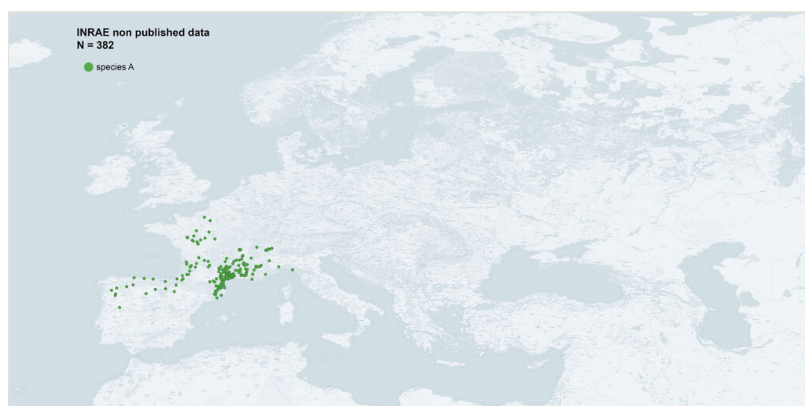 INRAE non published data
N = 382
species A